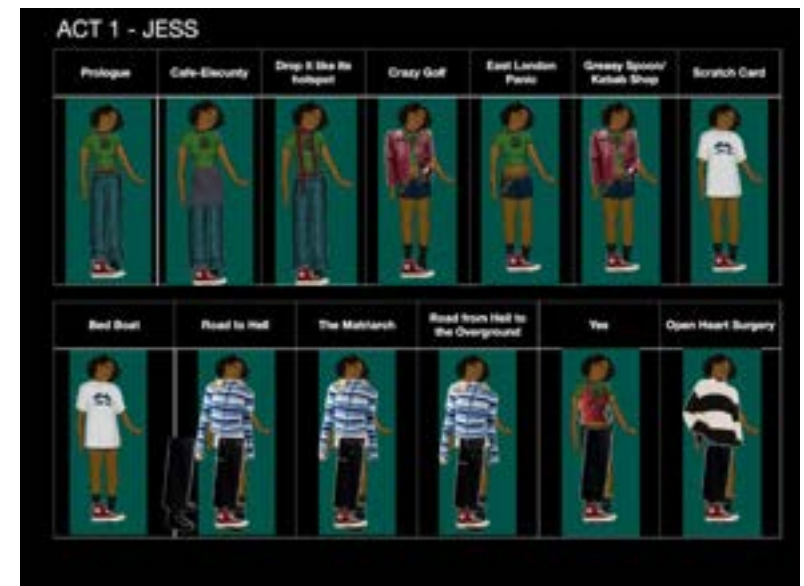 ACT 1 - JESS
Prologue
Cafe-Elecounty
Drop it like its
hotspot
Crazy Golf
East London
Panic
Greasy Spoon/
Kebab Shop
Scratch Card
Bed Boat
Road to Hell
The Matriarch
Road from Hell to
the Overground
Yes
Open Heart Surgery